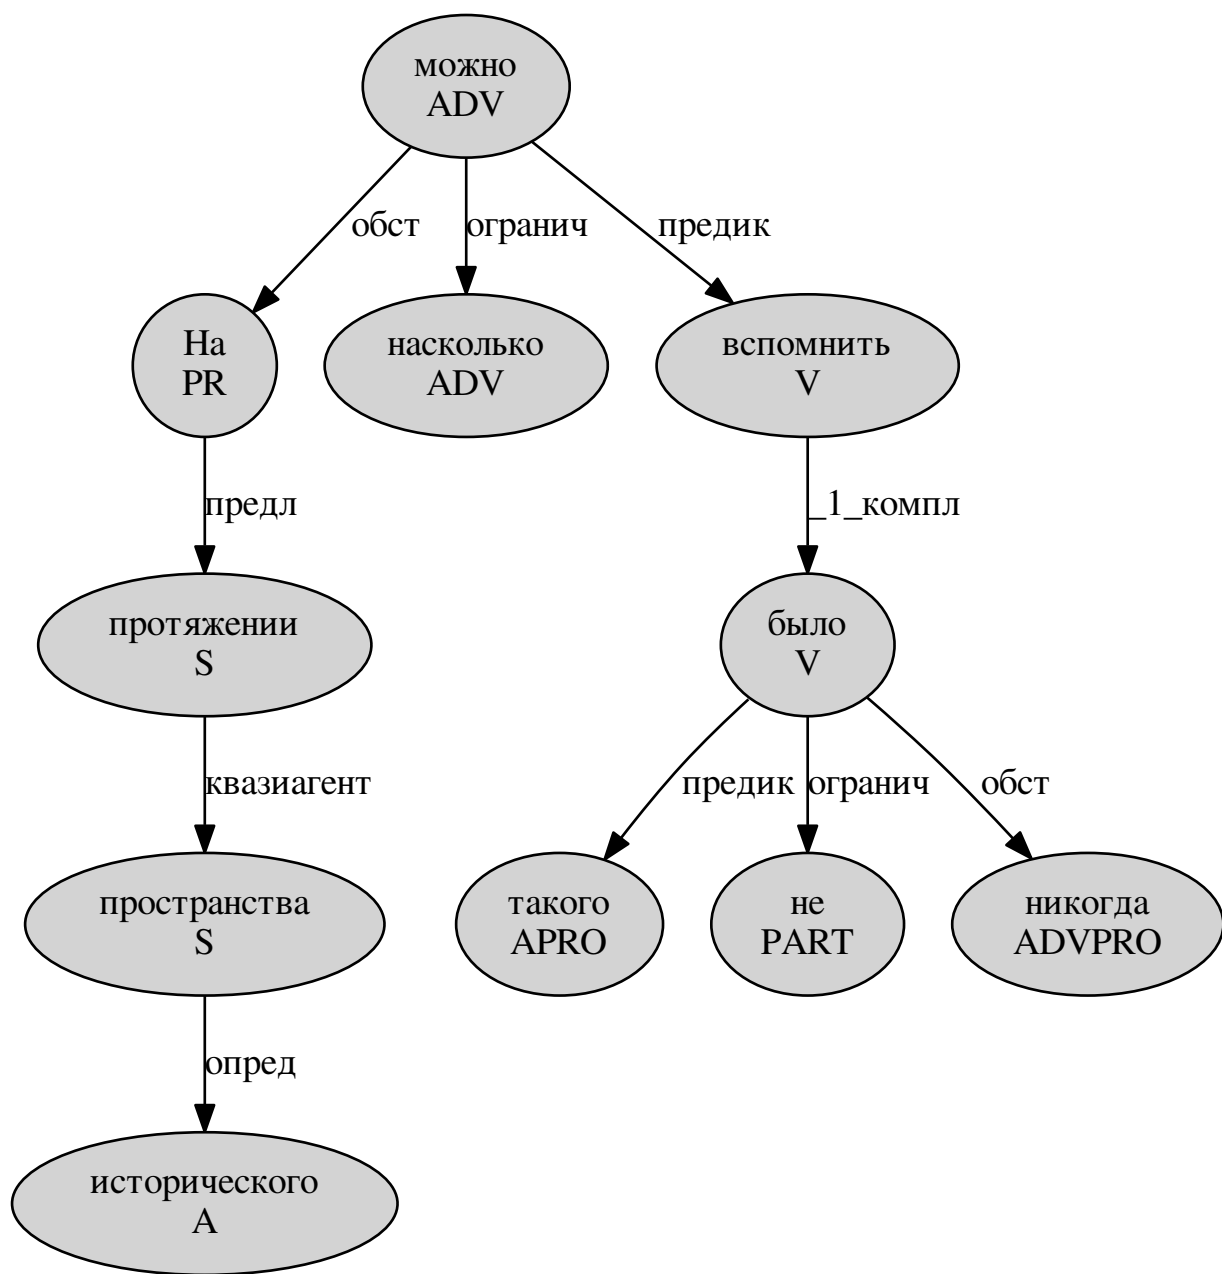 можно
ADV
обст
огранич
предик
На
PR
насколько
ADV
вспомнить
V
предл
_1_компл
протяжении
S
было
V
квазиагент
предик
огранич
обст
пространства
S
такого
APRO
не
PART
никогда
ADVPRO
опред
исторического
A